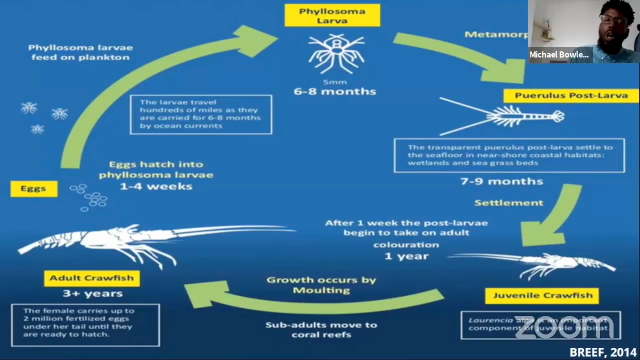 Phyllosoma
Larva
Michael Bowle...
Phyllosoma larvae
feed on plankton
5mm
6-8 months
Puerulus Post-Larva
The larvae travel
hundreds of miles as they
are carried for 6-8 months
by ocean currents
The transparent puerulus post-larva settle to
the seafloor in near-shore coastal habitats:
wetlands and sea grass beds
7-9 months
Eggs hatch into
phyllosoma larvae
1-4 weeks
Eggs
Settlement
After 1 week the post-larvae
begin to take on adult
colouration
1 year
Adult Crawfish
3+ years
Growth occurs by
Moulting
Juvenile Crawfish
The female carries up to
2 million fertilized eggs
under her tail until they
are ready to hatch.
Sub-adults move to
coral reefs
Laurencia
component of juvenile habitat
zoom
BREEF, 2014